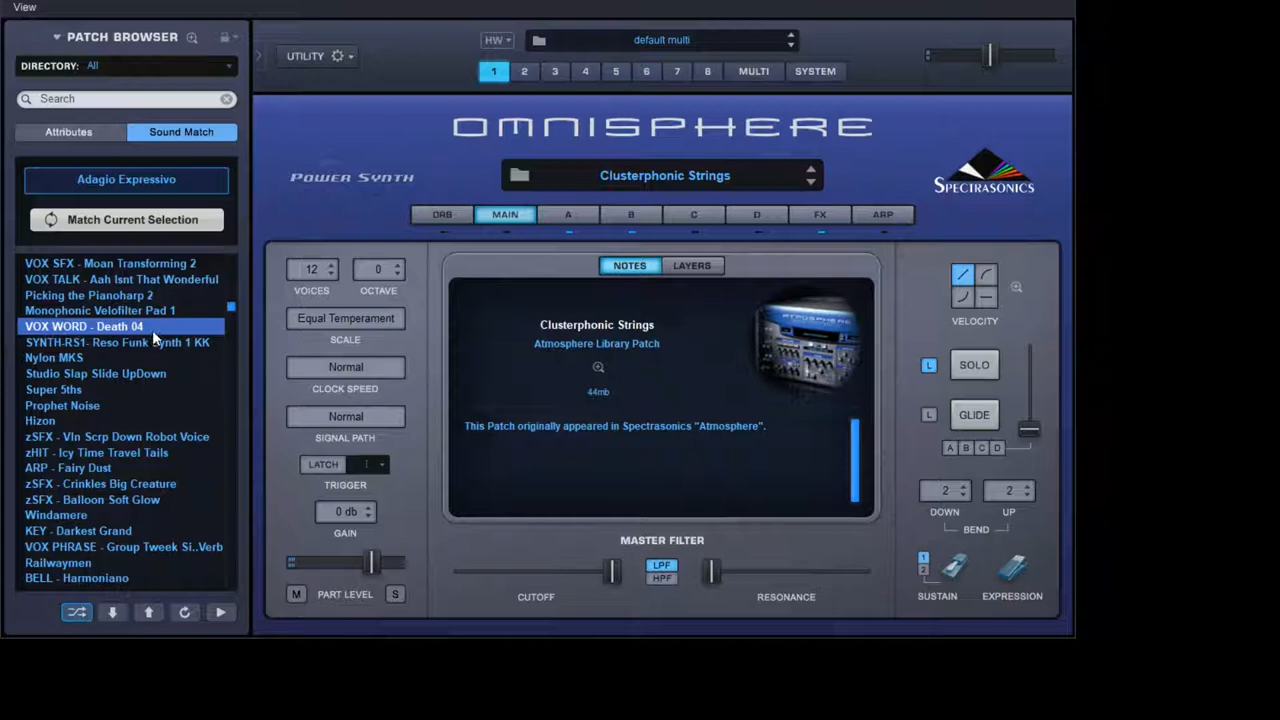 View
PATCH BROWSER
DIRECTORY: All
Search
Attributes
Sound Match
Adagio Expressivo
Match Current Selection
VOX SFX - Moan Transforming 2
VOX TALK - Aah Isnt That Wonderful
Picking the Pianoharp 2
Monophonic Velofilter Pad 1
VOX WORD - Death 04
SYNTH-RS1- Reso Funk Synth 1 KK
Nylon MKS
Studio Slap Slide UpDown
Super 5ths
Prophet Noise
Hizon
zSFX - Vln Scrp Down Robot Voice
zHIT - Icy Time Travel Tails
ARP - Fairy Dust
zSFX - Crinkles Big Creature
zSFX - Balloon Soft Glow
Windamere
KEY - Darkest Grand
VOX PHRASE - Group Tweek Si..Verb
Railwaymen
BELL - Harmoniano
UTILITY
HW
default multi
1 2 3 4 5 6 7 8 MULTI SYSTEM
OMNISPHERE
POWER SYNTH
Clusterphonic Strings
SPECTRASONICS
ORB MAIN A B C D FX ARP
12
VOICES
0
OCTAVE
Equal Temperament
SCALE
Normal
CLOCK SPEED
Normal
SIGNAL PATH
LATCH
TRIGGER
0 db
GAIN
M PART LEVEL S
NOTES LAYERS
Clusterphonic Strings
Atmosphere Library Patch
44mb
This Patch originally appeared in Spectrasonics "Atmosphere".
MASTER FILTER
LPF
HPF
CUTOFF
RESONANCE
VELOCITY
L SOLO
L GLIDE
A B C D
2
DOWN
2
UP
BEND
1
2
SUSTAIN
EXPRESSION